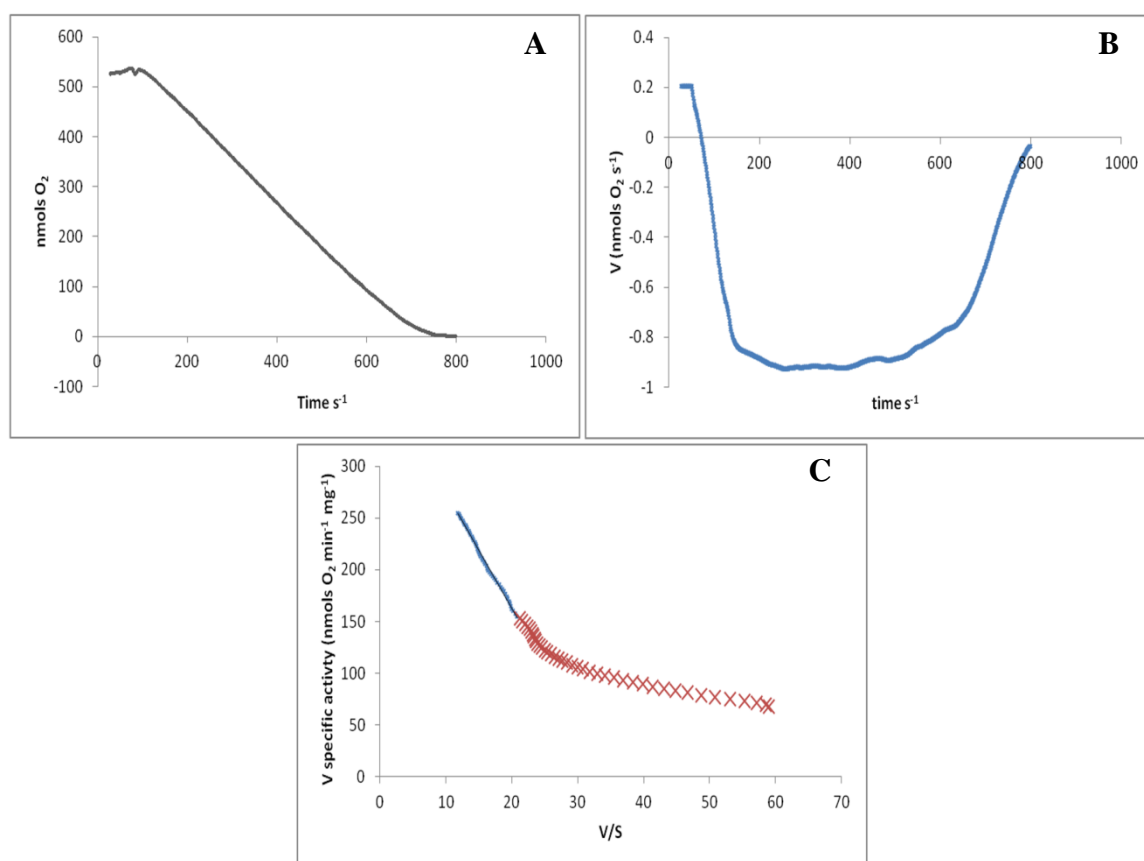 A
nmols O₂
600
500
400
300
200
100
0
-100
0 200 400 600 800 1000
Time s⁻¹
B
V (nmols O₂ s⁻¹)
0.4
0.2
0
-0.2
-0.4
-0.6
-0.8
-1
0 200 400 600 800 1000
time s⁻¹
C
V specific activty (nmols O₂ min⁻¹ mg⁻¹)
300
250
200
150
100
50
0
0 10 20 30 40 50 60 70
V/S